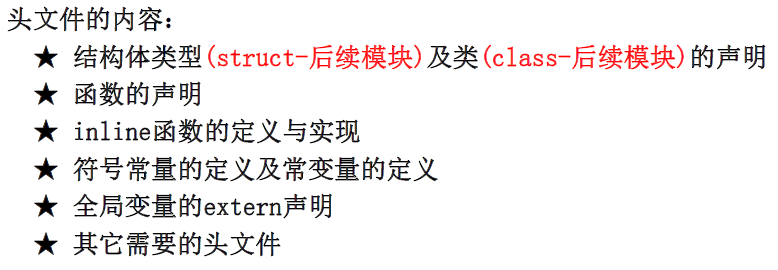 头文件的内容：
★ 结构体类型(struct-后续模块)及类(class-后续模块)的声明
★ 函数的声明
★ inline函数的定义与实现
★ 符号常量的定义及常变量的定义
★ 全局变量的extern声明
★ 其它需要的头文件